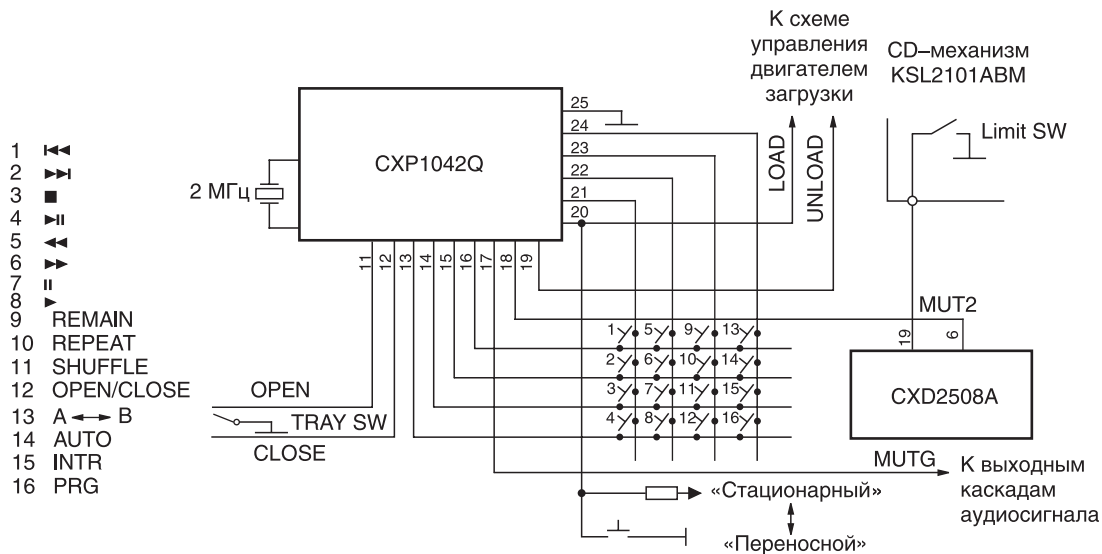 К схеме
управления
двигателем
загрузки
CD–механизм
KSL2101ABM
Limit SW
LOAD
UNLOAD
CXP1042Q
2 МГц
25
24
23
22
21
20
11
12
13
14
15
16
17
18
19
1
2
3
4
5
6
7
8
9 REMAIN
10 REPEAT
11 SHUFFLE
12 OPEN/CLOSE
13 A B
14 AUTO
15 INTR
16 PRG
OPEN
TRAY SW
CLOSE
1 5 9 13
2 6 10 14
3 7 11 15
4 8 12 16
MUT2
19 6
CXD2508A
MUTG
К выходным
каскадам
аудиосигнала
«Стационарный»
«Переносной»